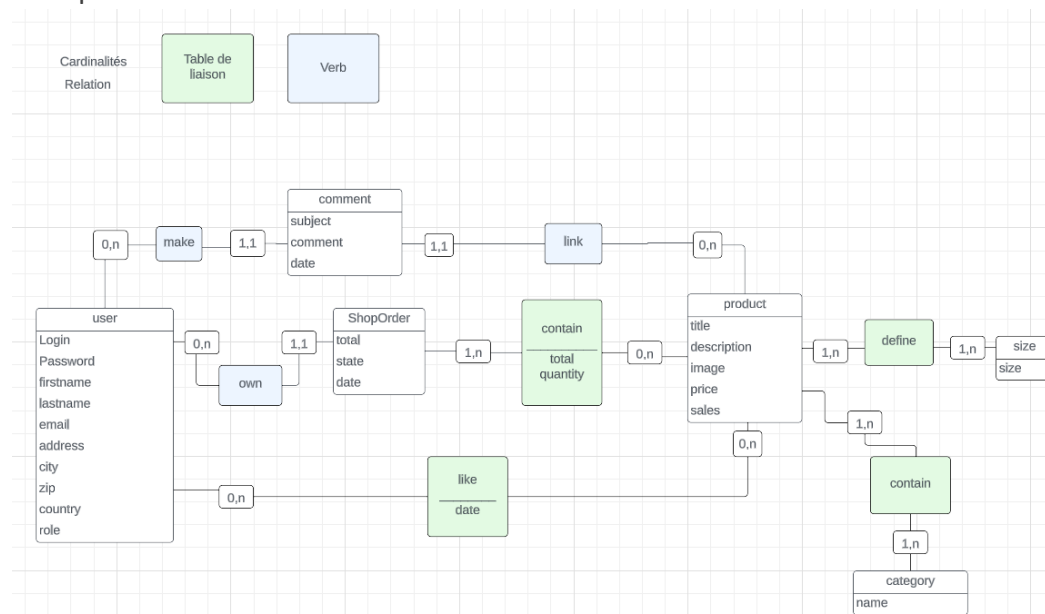 Cardinalités
Relation
Table de
liaison
Verb
comment
subject
comment
date
0,n
make
1,1
1,1
link
0,n
user
Login
Password
firstname
lastname
email
address
city
zip
country
role
0,n
own
1,1
ShopOrder
total
state
date
1,n
contain
total
quantity
0,n
product
title
description
image
price
sales
1,n
define
1,n
size
size
0,n
like
date
0,n
1,n
contain
1,n
category
name